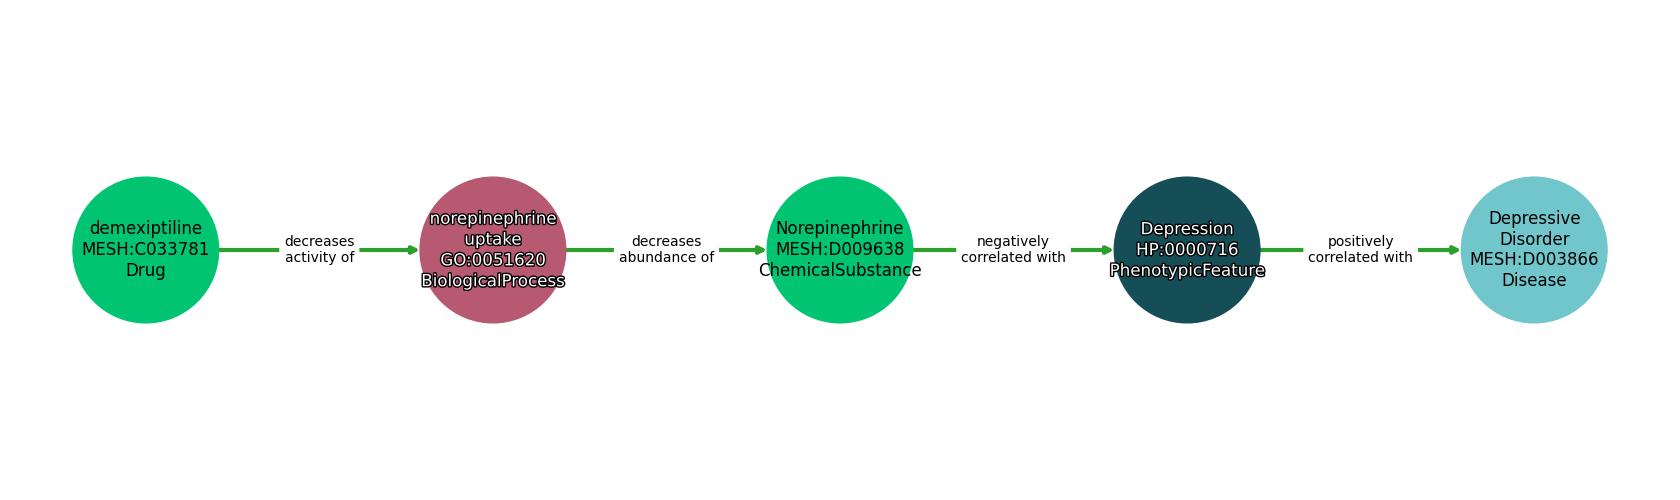 demexiptiline
MESH:C033781
Drug
decreases
activity of
norepinephrine
uptake
GO:0051620
BiologicalProcess
decreases
abundance of
Norepinephrine
MESH:D009638
ChemicalSubstance
negatively
correlated with
Depression
HP:0000716
PhenotypicFeature
positively
correlated with
Depressive
Disorder
MESH:D003866
Disease